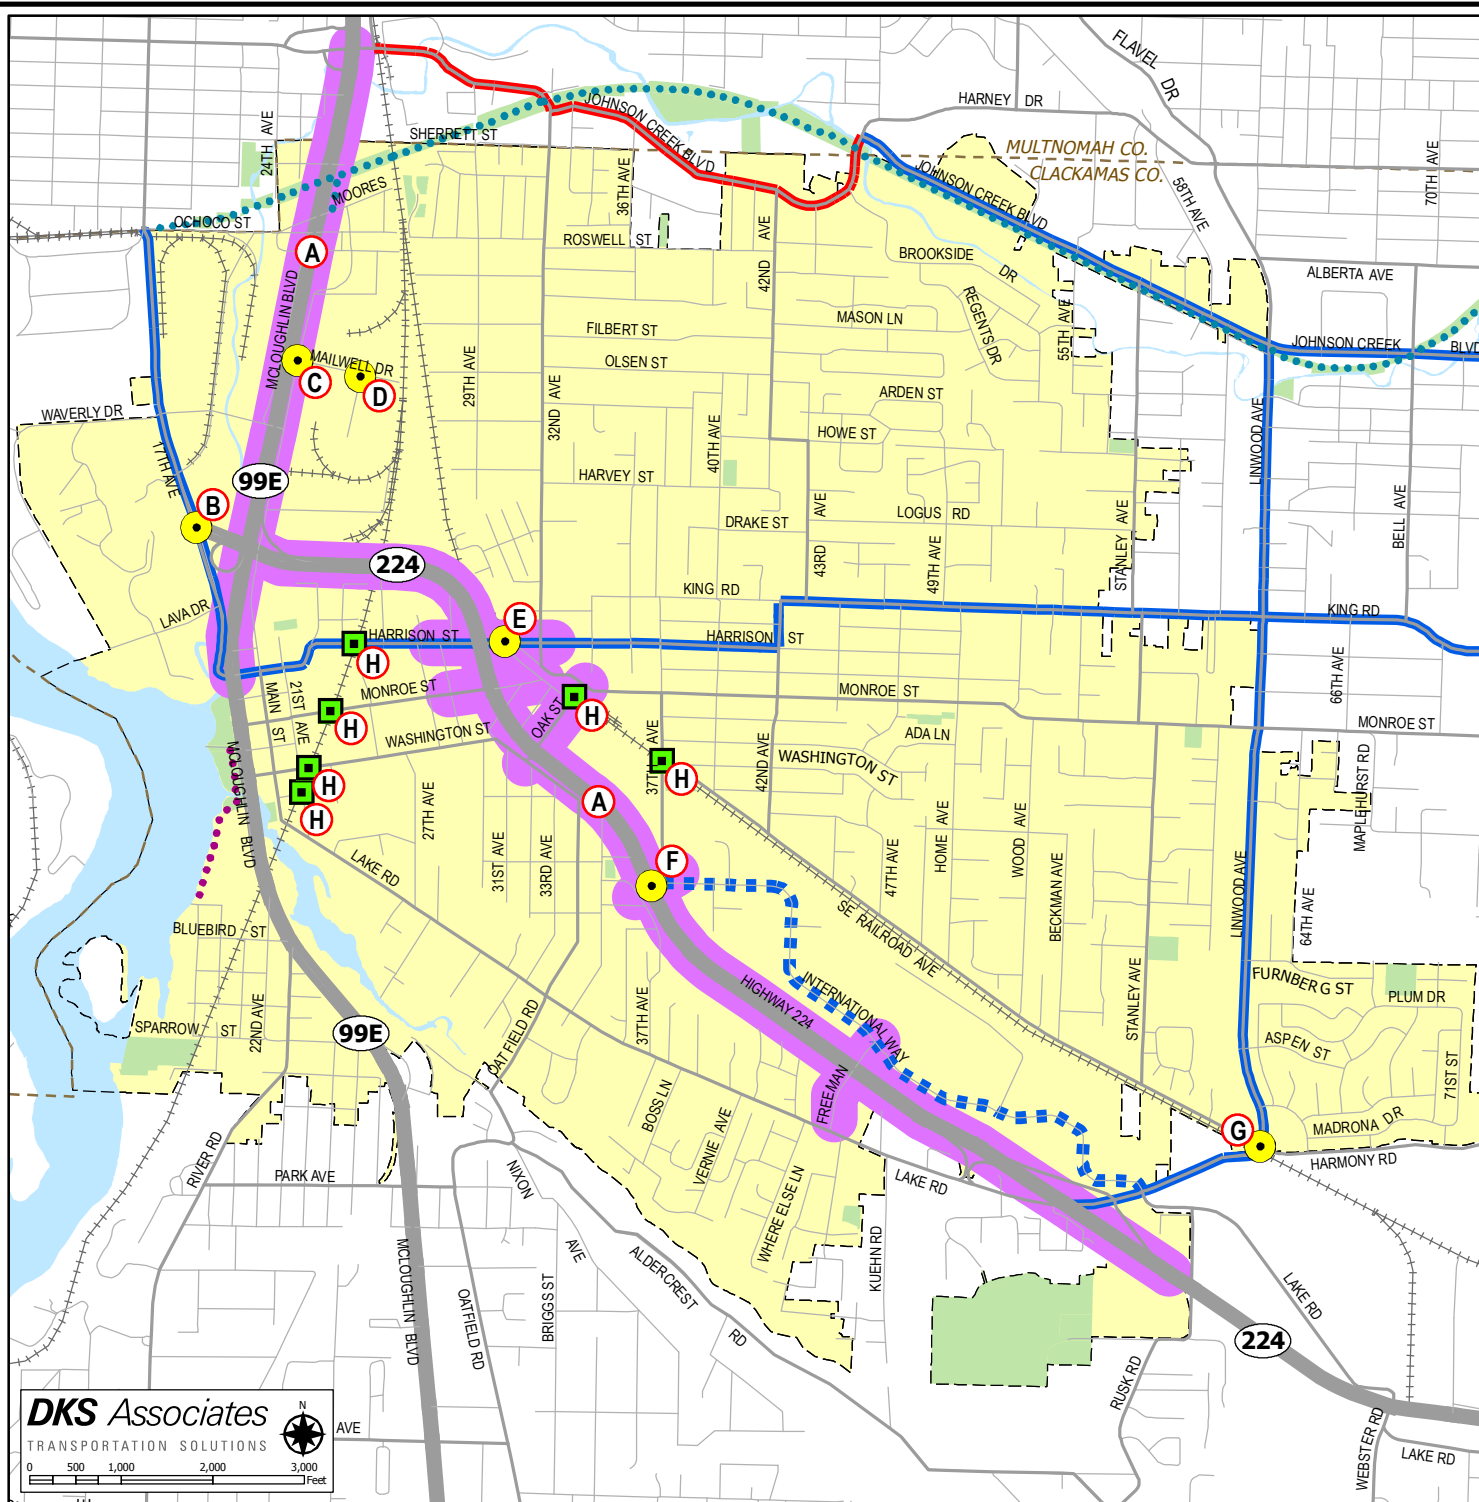 FLAVEL DR
HARNEY DR
24TH AVE
SHERRETT ST
JOHNSON CREEK BLVD
MULTNOMAH CO.
CLACKAMAS CO.
70TH AVE
36TH AVE
MOORES
58TH AVE
JOHNSON CREEK BLVD
OCHOCO ST
42ND AVE
ROSWELL ST
A
BROOKSIDE DR
ALBERTA AVE
REGENTS DR
55TH AVE
MCLOUGHLIN BLVD
MASON LN
FILBERT ST
JOHNSON CREEK BLVD
MAILWELL DR
29TH AVE
OLSEN ST
C
D
32ND AVE
ARDEN ST
WAVERLY DR
40TH AVE
HOWE ST
LINWOOD AVE
17TH AVE
99E
HARVEY ST
B
43RD AVE
LOGUS RD
DRAKE ST
STANLEY AVE
BELL AVE
224
49TH AVE
KING RD
LAVA DR
E
KING RD
HARRISON ST
HARRISON ST
H
66TH AVE
MAIN ST
21ST AVE
MONROE ST
MONROE ST
OAK ST
H
H
MONROE ST
WASHINGTON ST
37TH AVE
ADA LN
42ND AVE
WASHINGTON ST
MCLOUGHLIN BLVD
H
H
H
A
MAPLEHURST RD
27TH AVE
HOME AVE
WOOD AVE
31ST AVE
33RD AVE
LAKE RD
F
47TH AVE
BECKMAN AVE
LINWOOD AVE
64TH AVE
SE RAILROAD AVE
BLUEBIRD ST
FURNBERG ST
INTERNATIONAL WAY
PLUM DR
HIGHWAY 224
22ND AVE
SPARROW ST
99E
OATFIELD RD
37TH AVE
STANLEY AVE
ASPEN ST
71ST ST
BOSS LN
FREEMAN
VERNIE AVE
G
MADRONA DR
RIVER RD
HARMONY RD
PARK AVE
NIXON AVE
LAKE RD
WHERE ELSE LN
KUEHN RD
MCLOUGHLIN BLVD
ALDERCREST RD
LAKE RD
OATFIELD RD
BRIGGS ST
224
RUSK RD
DKS Associates
TRANSPORTATION SOLUTIONS
N
0 500 1,000 2,000 3,000
Feet
AVE
WEBSTER RD
LAKE RD